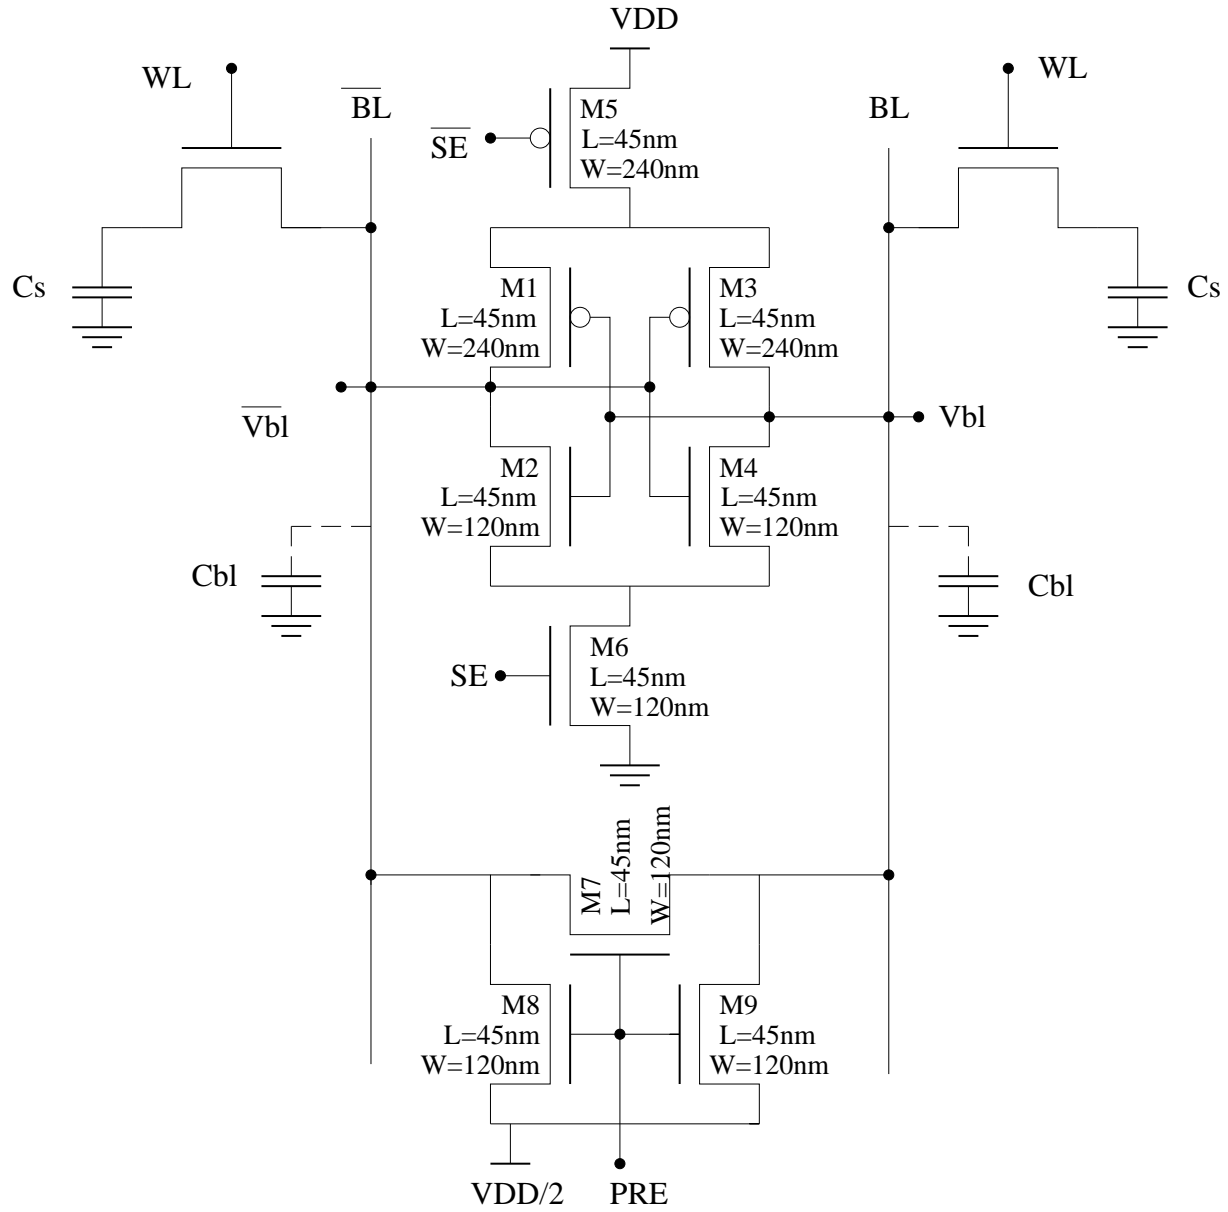 VDD
WL
BL
SE
M5
L=45nm
W=240nm
BL
WL
Cs
M1
L=45nm
W=240nm
M3
L=45nm
W=240nm
Cs
Vbl
Vbl
M2
L=45nm
W=120nm
M4
L=45nm
W=120nm
Cbl
Cbl
SE
M6
L=45nm
W=120nm
M7
L=45nm
W=120nm
M8
L=45nm
W=120nm
M9
L=45nm
W=120nm
VDD/2
PRE